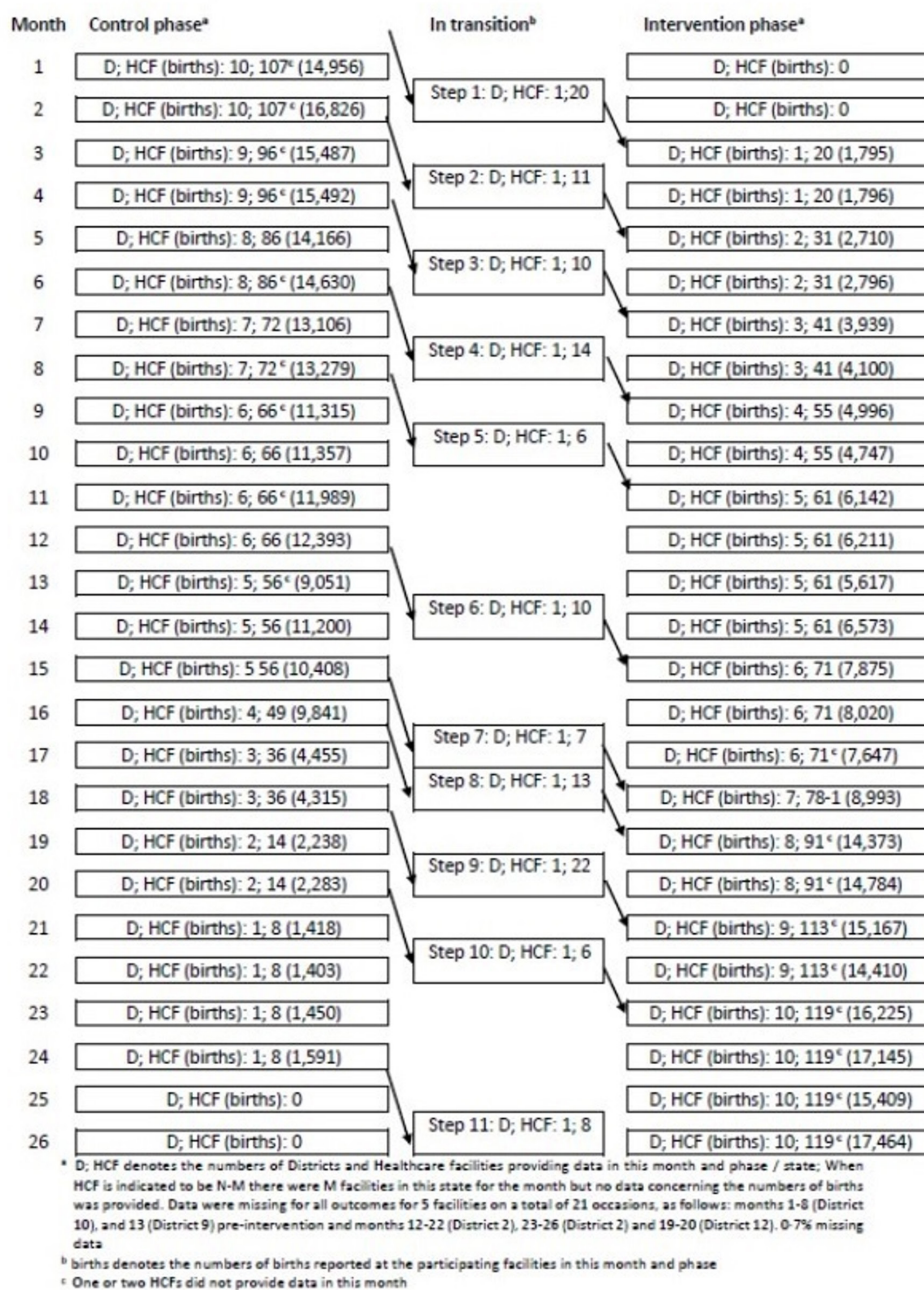 Month Control phaseᵃ In transitionᵇ Intervention phaseᵃ
1 D; HCF (births): 10; 107ᶜ (14,956) D; HCF (births): 0
Step 1: D; HCF: 1;20
2 D; HCF (births): 10; 107ᶜ (16,826) D; HCF (births): 0
3 D; HCF (births): 9; 96ᶜ (15,487) D; HCF (births): 1; 20 (1,795)
Step 2: D; HCF: 1; 11
4 D; HCF (births): 9; 96ᶜ (15,492) D; HCF (births): 1; 20 (1,796)
5 D; HCF (births): 8; 86 (14,166) D; HCF (births): 2; 31 (2,710)
Step 3: D; HCF: 1; 10
6 D; HCF (births): 8; 86ᶜ (14,630) D; HCF (births): 2; 31 (2,796)
7 D; HCF (births): 7; 72 (13,106) D; HCF (births): 3; 41 (3,939)
Step 4: D; HCF: 1; 14
8 D; HCF (births): 7; 72ᶜ (13,279) D; HCF (births): 3; 41 (4,100)
9 D; HCF (births): 6; 66ᶜ (11,315) D; HCF (births): 4; 55 (4,996)
Step 5: D; HCF: 1; 6
10 D; HCF (births): 6; 66 (11,357) D; HCF (births): 4; 55 (4,747)
11 D; HCF (births): 6; 66ᶜ (11,989) D; HCF (births): 5; 61 (6,142)
12 D; HCF (births): 6; 66 (12,393) D; HCF (births): 5; 61 (6,211)
13 D; HCF (births): 5; 56ᶜ (9,051) D; HCF (births): 5; 61 (5,617)
Step 6: D; HCF: 1; 10
14 D; HCF (births): 5; 56 (11,200) D; HCF (births): 5; 61 (6,573)
15 D; HCF (births): 5 56 (10,408) D; HCF (births): 6; 71 (7,875)
16 D; HCF (births): 4; 49 (9,841) D; HCF (births): 6; 71 (8,020)
Step 7: D; HCF: 1; 7
17 D; HCF (births): 3; 36 (4,455) D; HCF (births): 6; 71ᶜ (7,647)
Step 8: D; HCF: 1; 13
18 D; HCF (births): 3; 36 (4,315) D; HCF (births): 7; 78-1 (8,993)
19 D; HCF (births): 2; 14 (2,238) D; HCF (births): 8; 91ᶜ (14,373)
Step 9: D; HCF: 1; 22
20 D; HCF (births): 2; 14 (2,283) D; HCF (births): 8; 91ᶜ (14,784)
21 D; HCF (births): 1; 8 (1,418) D; HCF (births): 9; 113ᶜ (15,167)
Step 10: D; HCF: 1; 6
22 D; HCF (births): 1; 8 (1,403) D; HCF (births): 9; 113ᶜ (14,410)
23 D; HCF (births): 1; 8 (1,450) D; HCF (births): 10; 119ᶜ (16,225)
24 D; HCF (births): 1; 8 (1,591) D; HCF (births): 10; 119ᶜ (17,145)
25 D; HCF (births): 0 D; HCF (births): 10; 119ᶜ (15,409)
Step 11: D; HCF: 1; 8
26 D; HCF (births): 0 D; HCF (births): 10; 119ᶜ (17,464)
ᵃ D; HCF denotes the numbers of Districts and Healthcare facilities providing data in this month and phase / state; When
HCF is indicated to be N-M there were M facilities in this state for the month but no data concerning the numbers of births
was provided. Data were missing for all outcomes for 5 facilities on a total of 21 occasions, as follows: months 1-8 (District
10), and 13 (District 9) pre-intervention and months 12-22 (District 2), 23-26 (District 2) and 19-20 (District 12). 0·7% missing
data
ᵇ births denotes the numbers of births reported at the participating facilities in this month and phase
ᶜ One or two HCFs did not provide data in this month